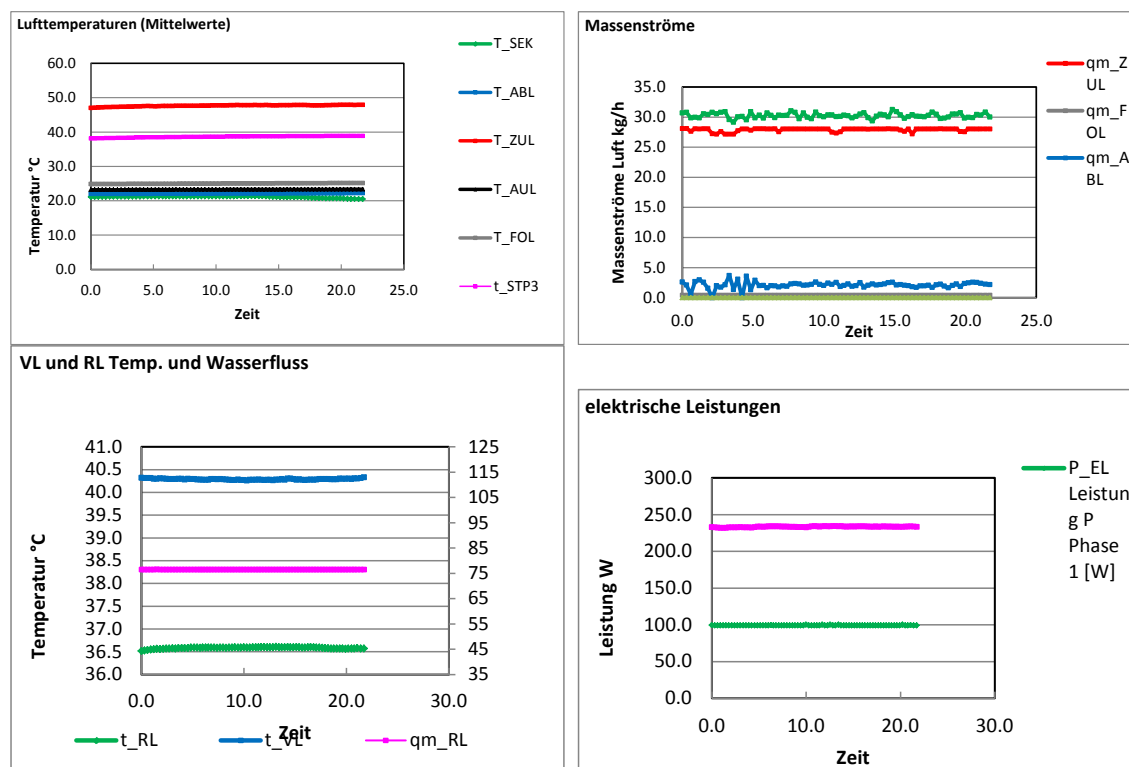 Lufttemperaturen (Mittelwerte)
Temperatur °C
60.0
50.0
40.0
30.0
20.0
10.0
0.0
0.0 5.0 10.0 15.0 20.0 25.0
Zeit
T_SEK
T_ABL
T_ZUL
T_AUL
T_FOL
t_STP3
Massenströme
Massenströme Luft kg/h
35.0
30.0
25.0
20.0
15.0
10.0
5.0
0.0
0.0 5.0 10.0 15.0 20.0 25.0
Zeit
qm_Z
UL
qm_F
OL
qm_A
BL
VL und RL Temp. und Wasserfluss
Temperatur °C
41.0
40.5
40.0
39.5
39.0
38.5
38.0
37.5
37.0
36.5
36.0
125
115
105
95
85
75
65
55
45
35
0.0 10.0 20.0 30.0
Zeit
t_RL t_VL qm_RL
elektrische Leistungen
Leistung W
300.0
250.0
200.0
150.0
100.0
50.0
0.0
0.0 10.0 20.0 30.0
Zeit
P_EL
Leistun
g P
Phase
1 [W]